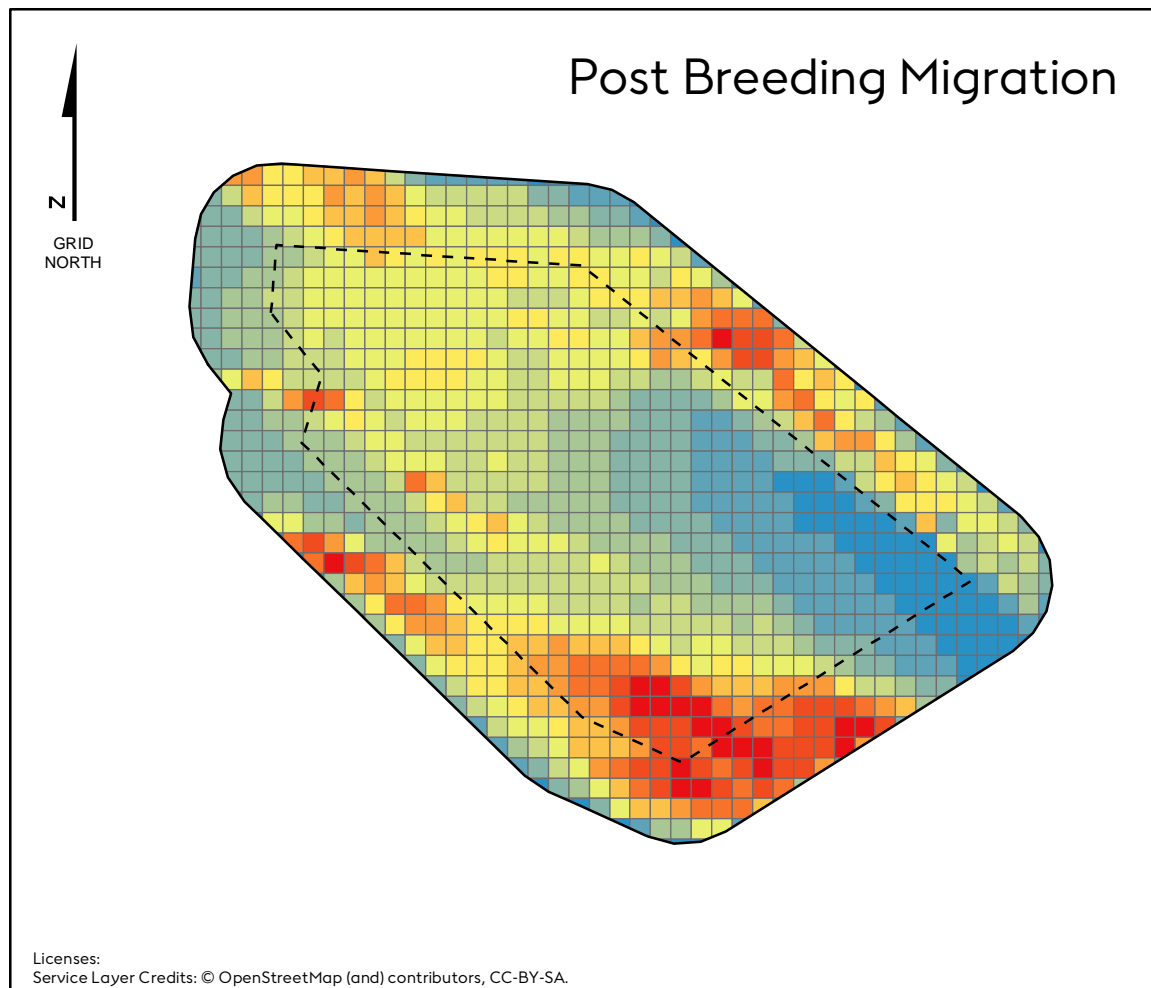 Post Breeding Migration
N
GRID
NORTH
Licenses:
Service Layer Credits: © OpenStreetMap (and) contributors, CC-BY-SA.